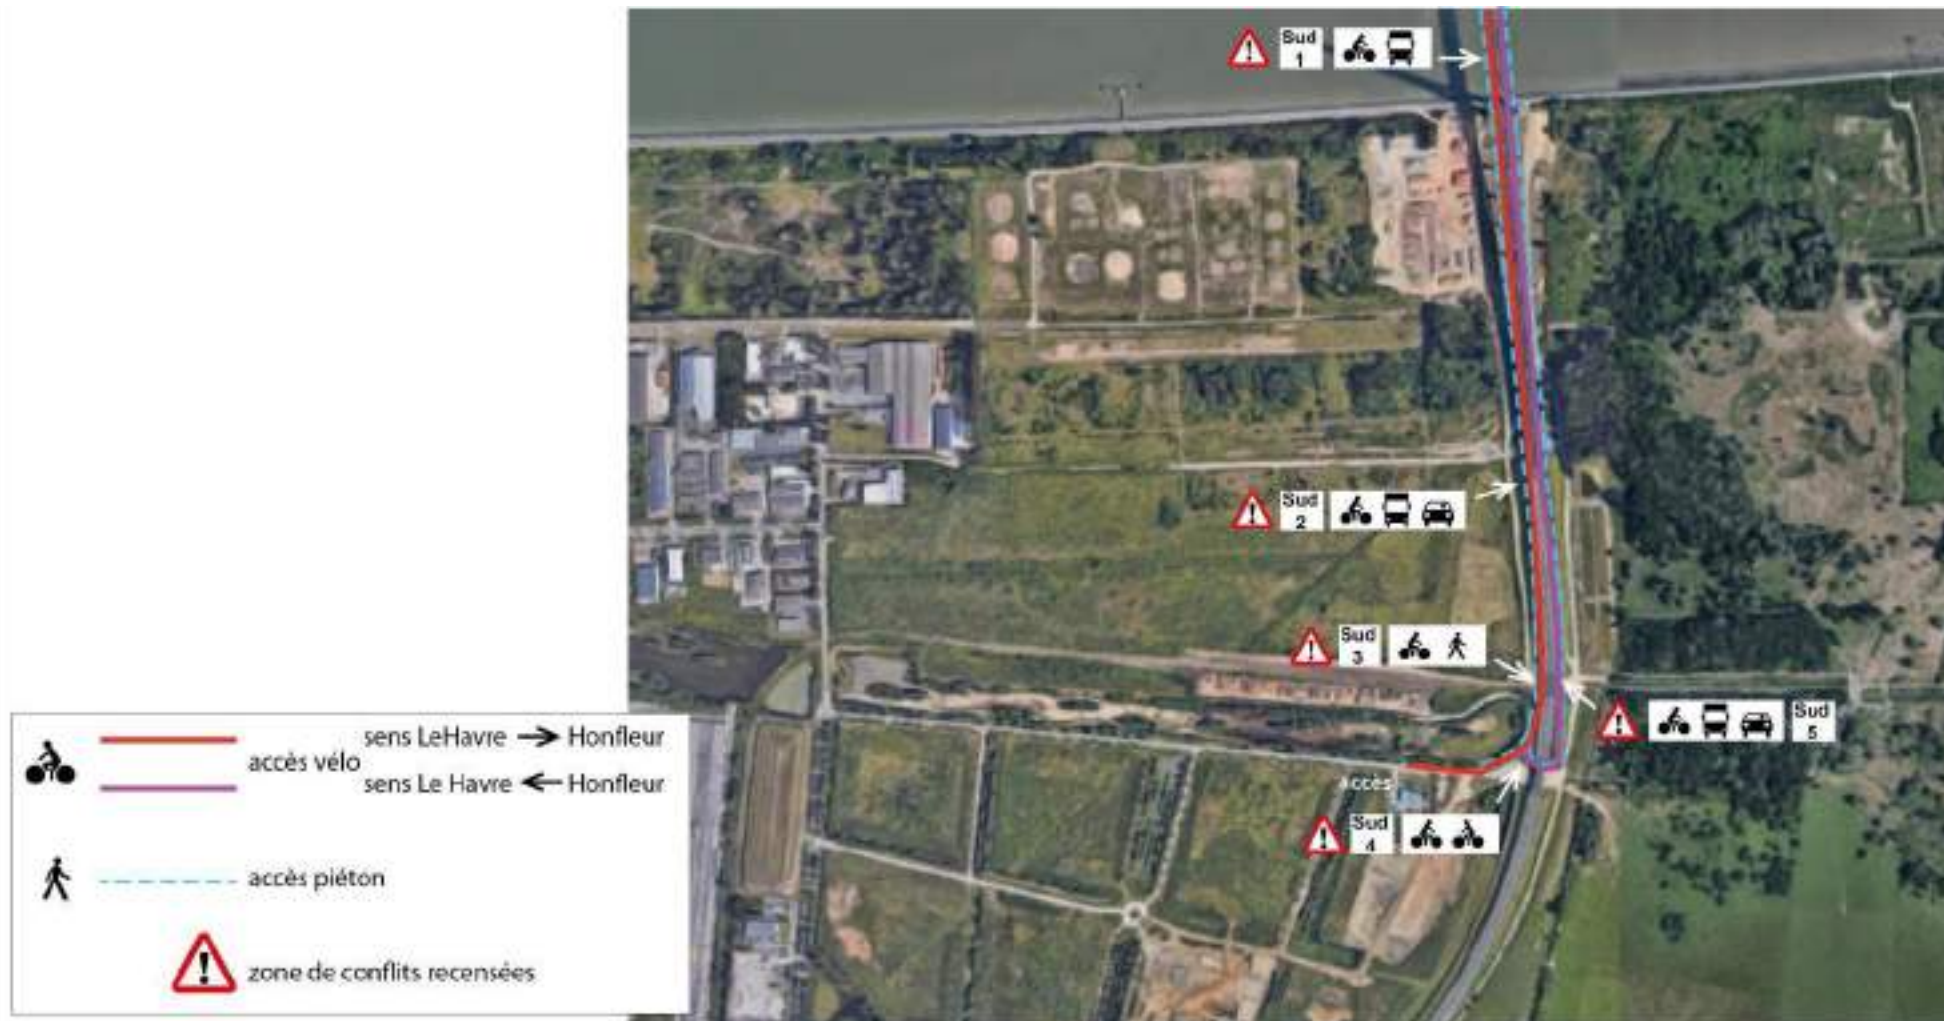 Sud
1
Sud
2
Sud
3
Sud
5
accès
Sud
4
sens LeHavre → Honfleur
accès vélo
sens Le Havre ← Honfleur
accès piéton
zone de conflits recensées